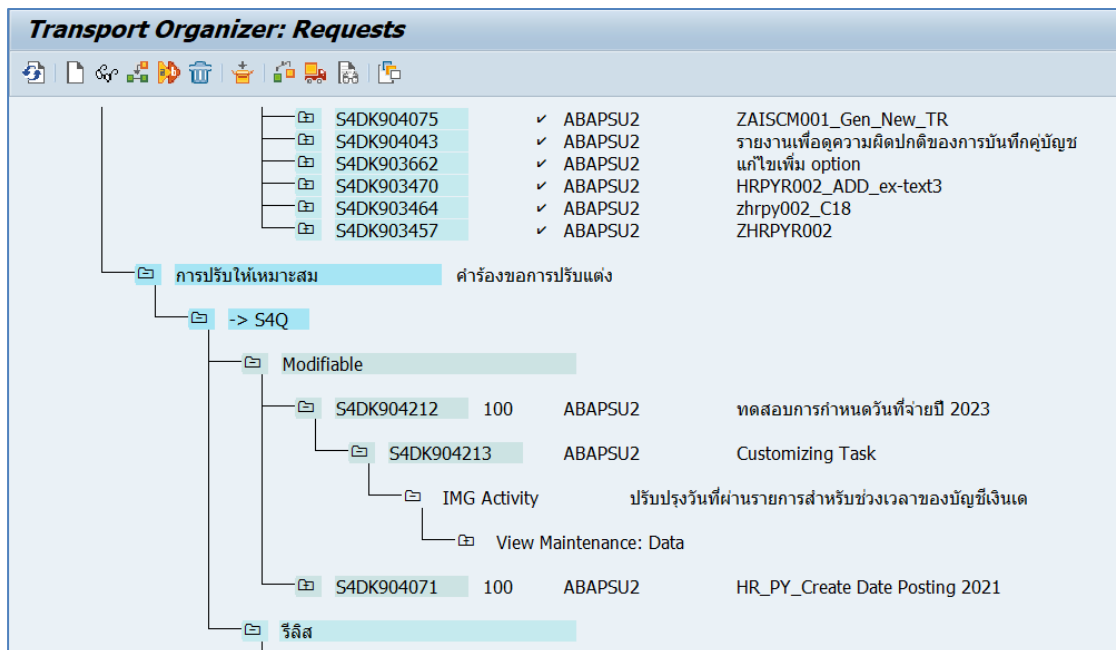 Transport Organizer: Requests
S4DK904075 ✔ ABAPSU2 ZAISCM001_Gen_New_TR
S4DK904043 ✔ ABAPSU2 รายงานเพื่อดูความผิดปกติของการบันทึกคู่บัญช
S4DK903662 ✔ ABAPSU2 แก้ไขเพิ่ม option
S4DK903470 ✔ ABAPSU2 HRPYR002_ADD_ex-text3
S4DK903464 ✔ ABAPSU2 zhrpy002_C18
S4DK903457 ✔ ABAPSU2 ZHRPYR002
การปรับให้เหมาะสม คำร้องขอการปรับแต่ง
-> S4Q
Modifiable
S4DK904212 100 ABAPSU2 ทดสอบการกำหนดวันที่จ่ายปี 2023
S4DK904213 ABAPSU2 Customizing Task
IMG Activity ปรับปรุงวันที่ผ่านรายการสำหรับช่วงเวลาของบัญชีเงินเด
View Maintenance: Data
S4DK904071 100 ABAPSU2 HR_PY_Create Date Posting 2021
รีลิส